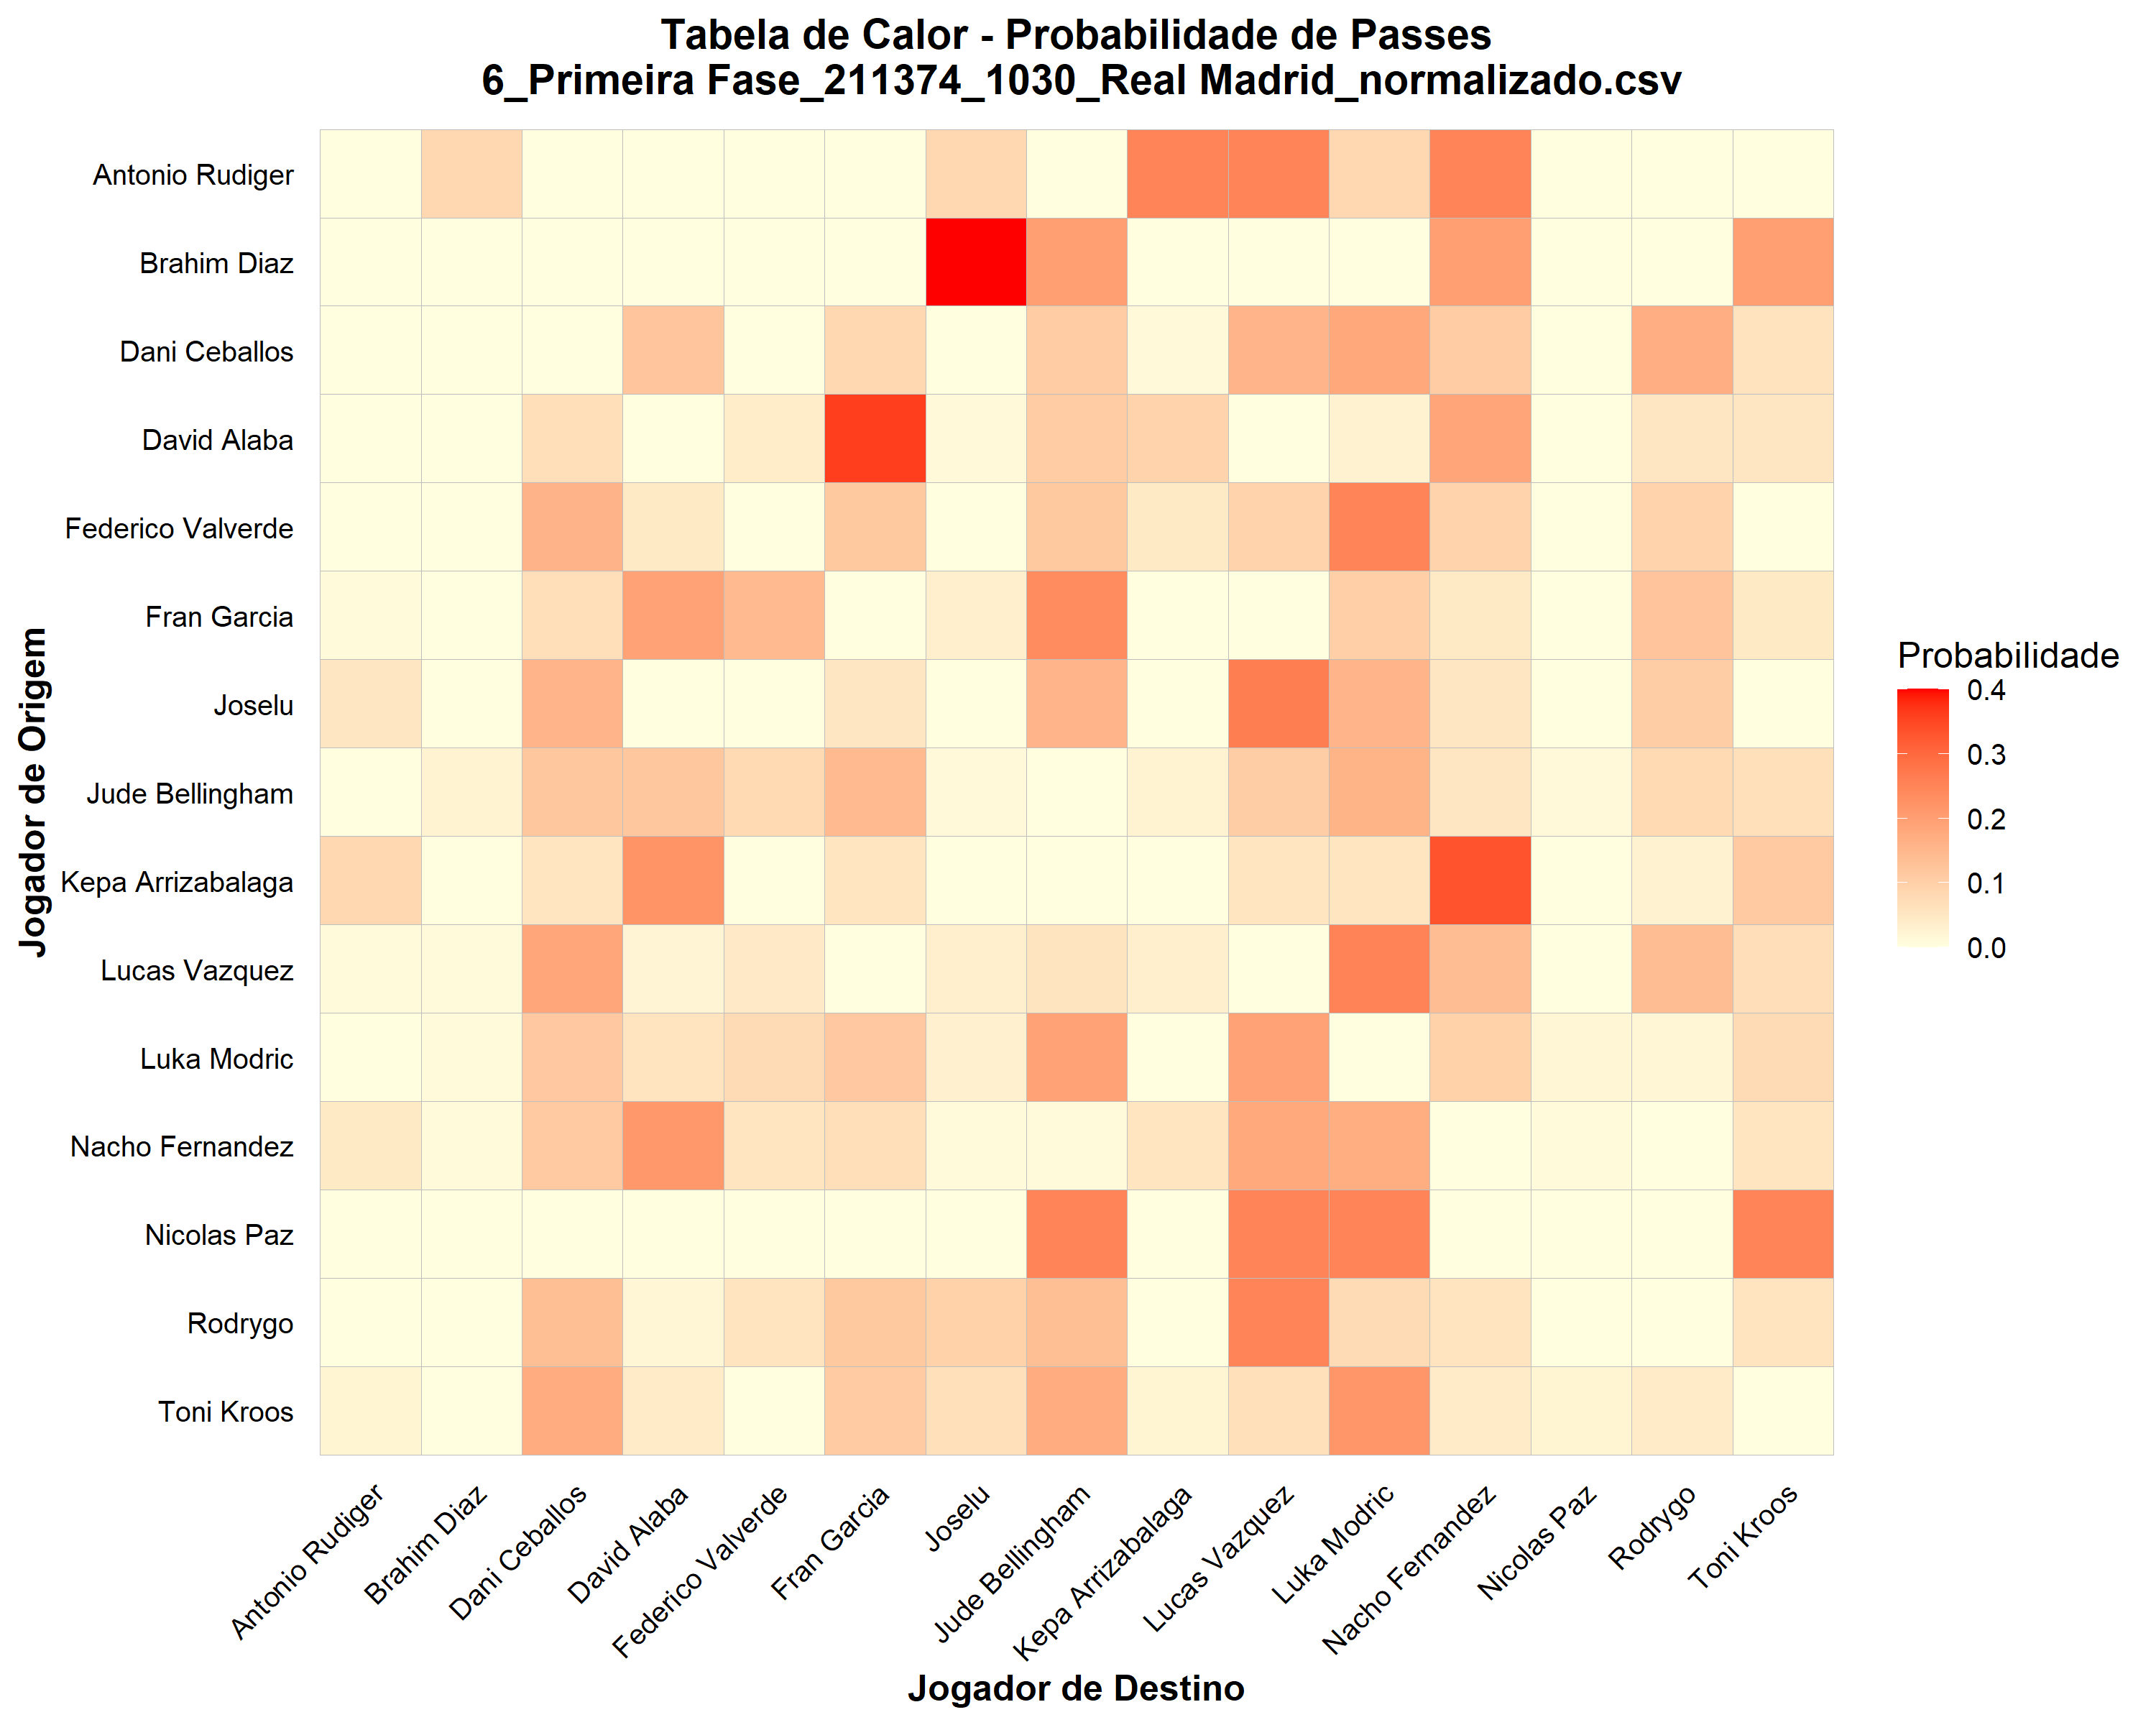 Tabela de Calor - Probabilidade de Passes
6_Primeira Fase_211374_1030_Real Madrid_normalizado.csv
Jogador de Origem
Antonio Rudiger
Brahim Diaz
Dani Ceballos
David Alaba
Federico Valverde
Fran Garcia
Joselu
Jude Bellingham
Kepa Arrizabalaga
Lucas Vazquez
Luka Modric
Nacho Fernandez
Nicolas Paz
Rodrygo
Toni Kroos
Antonio Rudiger
Brahim Diaz
Dani Ceballos
David Alaba
Federico Valverde
Fran Garcia
Joselu
Jude Bellingham
Kepa Arrizabalaga
Lucas Vazquez
Luka Modric
Nacho Fernandez
Nicolas Paz
Rodrygo
Toni Kroos
Jogador de Destino
Probabilidade
0.4
0.3
0.2
0.1
0.0